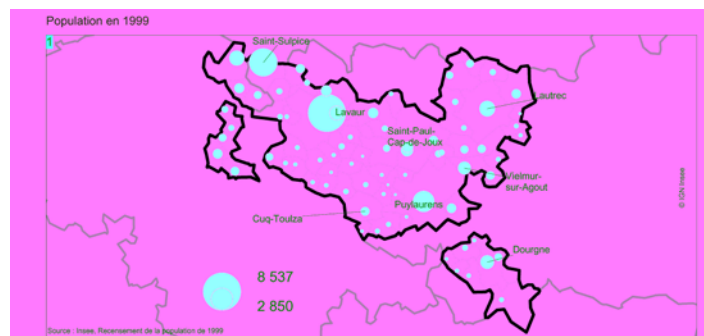 Population en 1999
1
Saint-Sulpice
Lavaur
Lautrec
Saint-Paul-
Cap-de-Joux
Vielmur-
sur-Agout
Puylaurens
Cuq-Toulza
Dourgne
8 537
2 850
© IGN Insee
Source : Insee, Recensement de la population de 1999